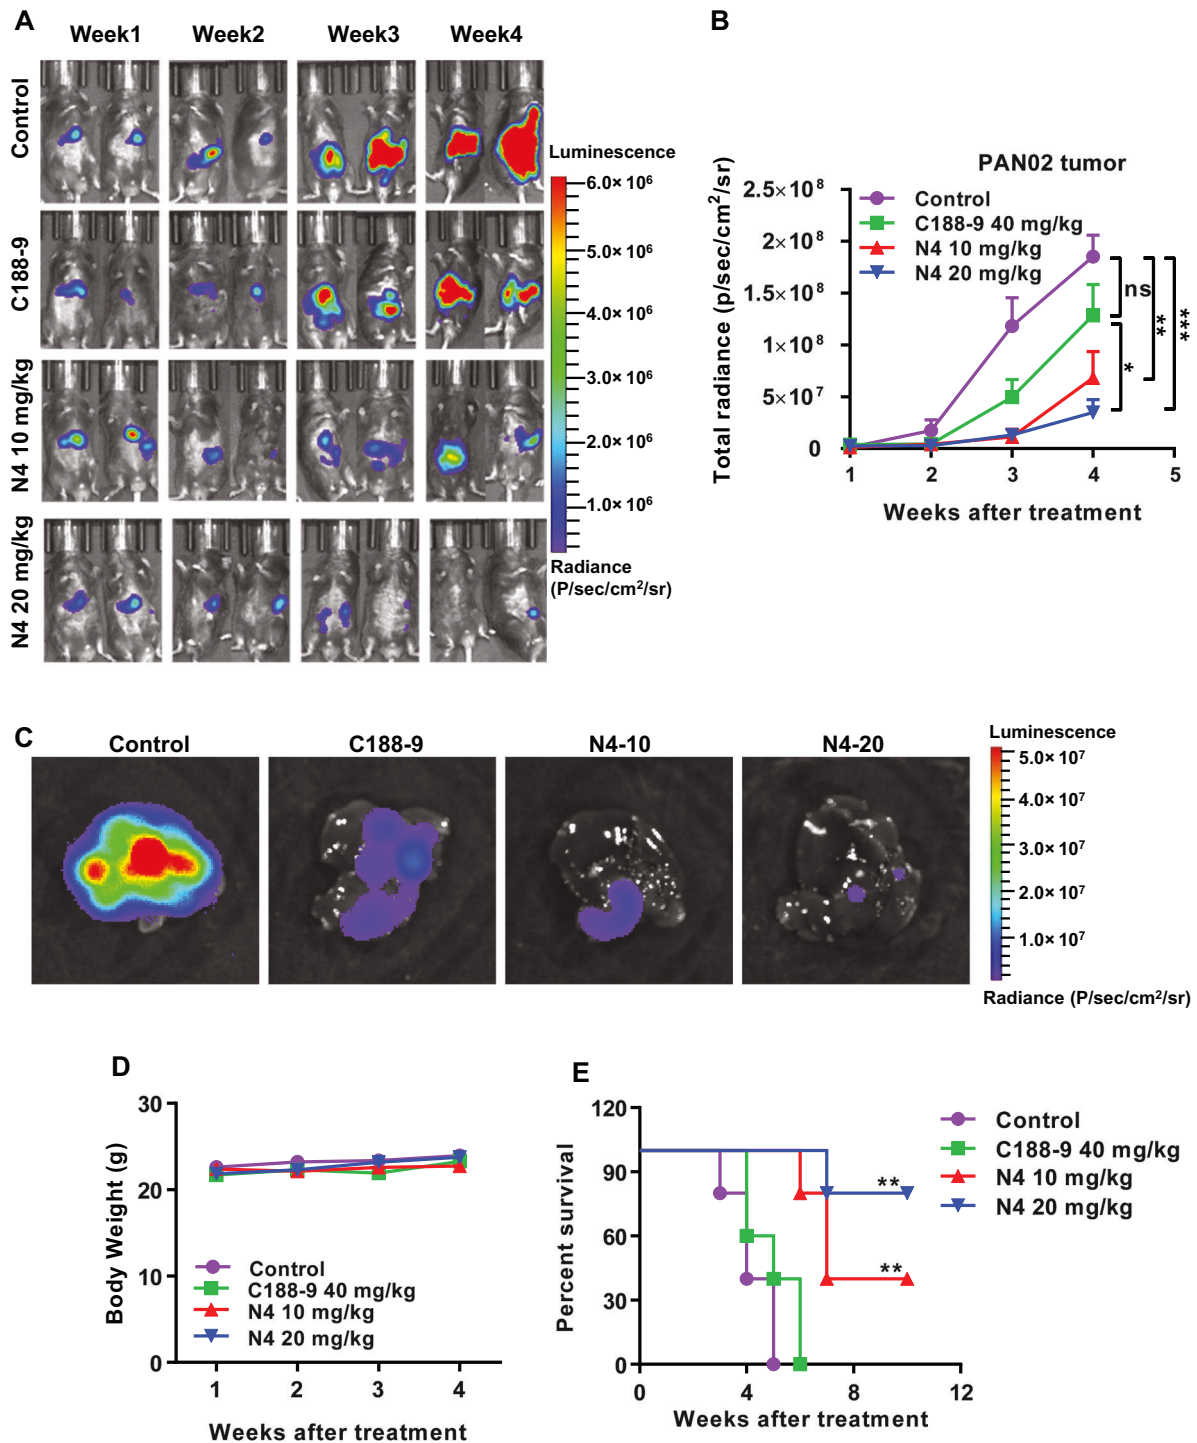 A
Week1 Week2 Week3 Week4
Control
C188-9
N4 10 mg/kg
N4 20 mg/kg
Luminescence
6.0× 10⁶
5.0× 10⁶
4.0× 10⁶
3.0× 10⁶
2.0× 10⁶
1.0× 10⁶
Radiance
(P/sec/cm²/sr)
B
PAN02 tumor
Total radiance (p/sec/cm²/sr)
2.5×10⁸
2×10⁸
1.5×10⁸
1×10⁸
5×10⁷
0
Control
C188-9 40 mg/kg
N4 10 mg/kg
N4 20 mg/kg
ns
*
**
***
1 2 3 4 5
Weeks after treatment
C
Control C188-9 N4-10 N4-20
Luminescence
5.0× 10⁷
4.0× 10⁷
3.0× 10⁷
2.0× 10⁷
1.0× 10⁷
Radiance (P/sec/cm²/sr)
D
Body Weight (g)
30
20
10
0
Control
C188-9 40 mg/kg
N4 10 mg/kg
N4 20 mg/kg
1 2 3 4
Weeks after treatment
E
Percent survival
120
90
60
30
0
**
**
0 4 8 12
Weeks after treatment
Control
C188-9 40 mg/kg
N4 10 mg/kg
N4 20 mg/kg